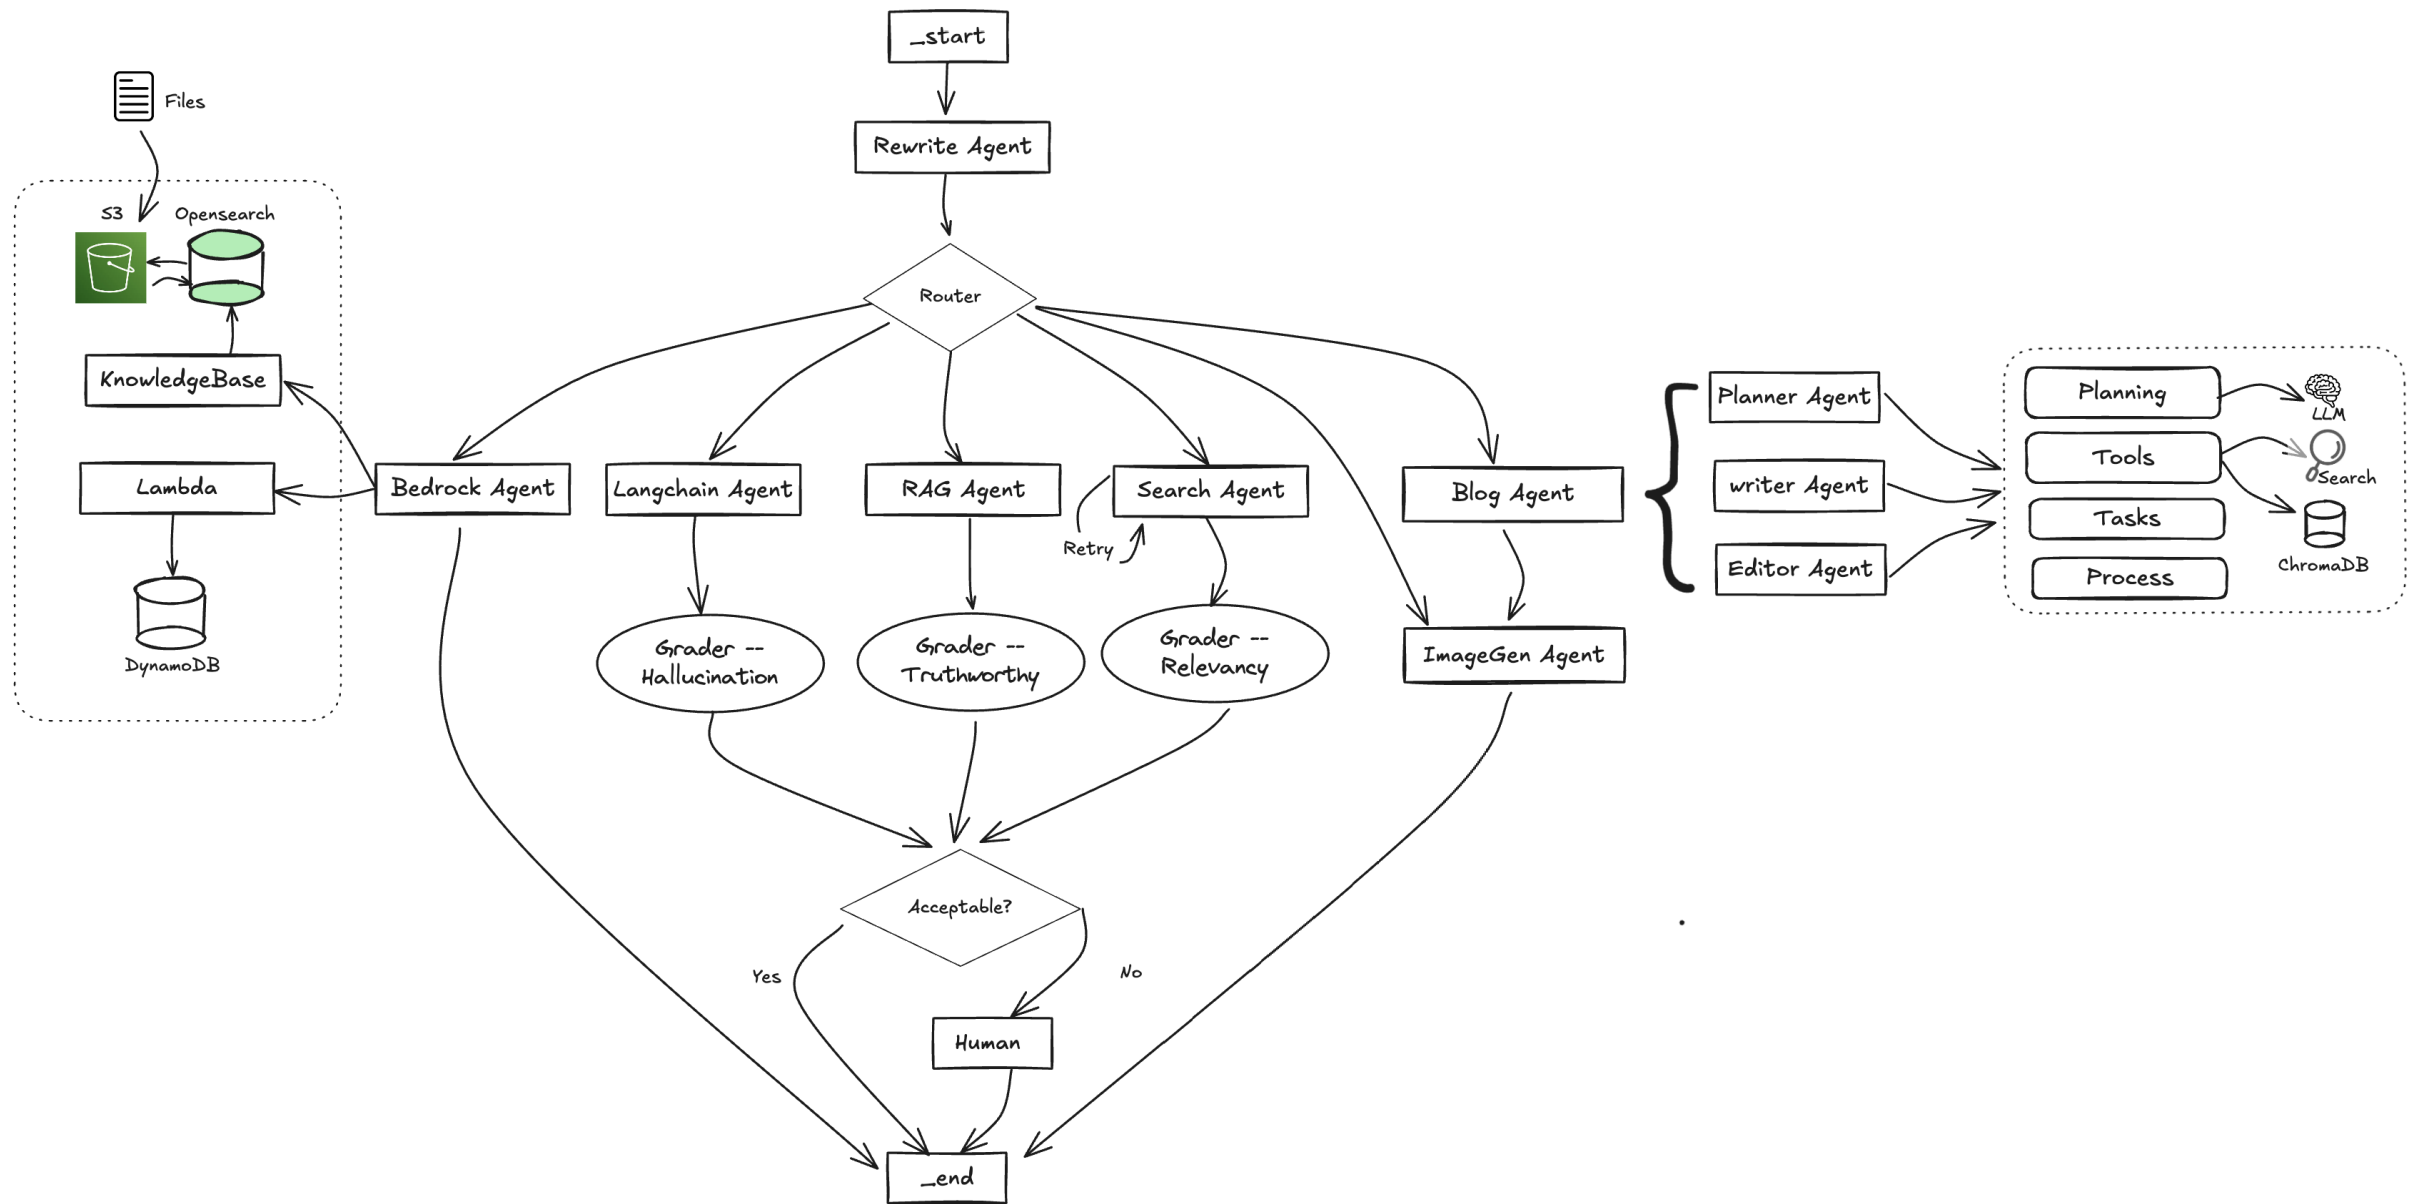 _start
Files
Rewrite Agent
S3
Opensearch
Router
KnowledgeBase
Lambda
DynamoDB
Bedrock Agent
Langchain Agent
RAG Agent
Search Agent
Retry
Blog Agent
Planner Agent
writer Agent
Editor Agent
Planning
Tools
Tasks
Process
LLM
Search
ChromaDB
Grader --
Hallucination
Grader --
Truthworthy
Grader --
Relevancy
ImageGen Agent
Acceptable?
Yes
No
Human
_end